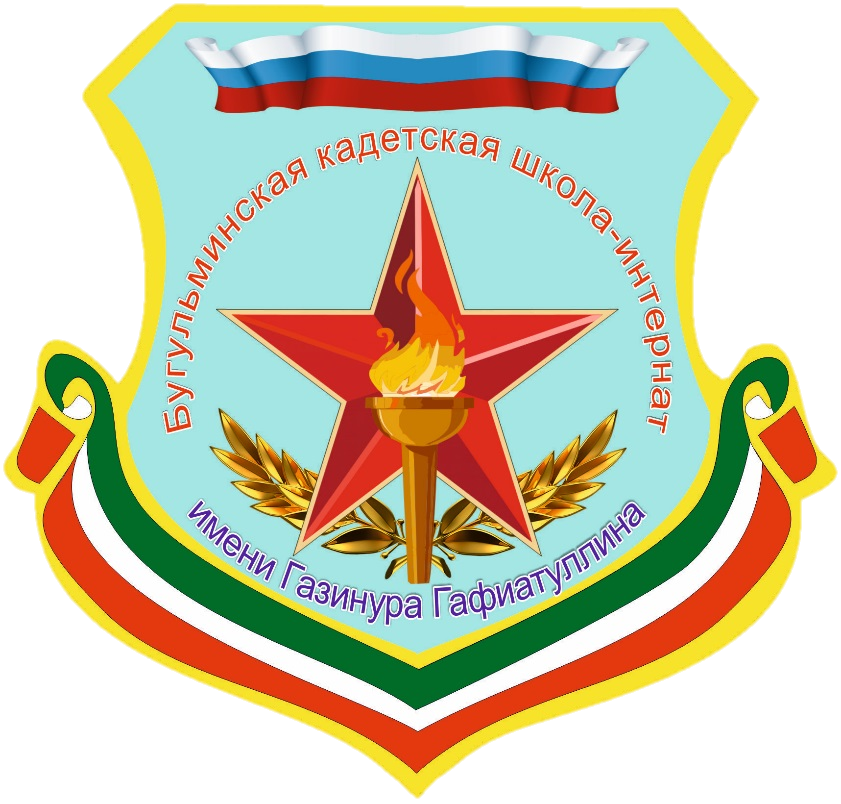 Бугульминская кадетская школа-интернат
имени Газинура Гафиатуллина